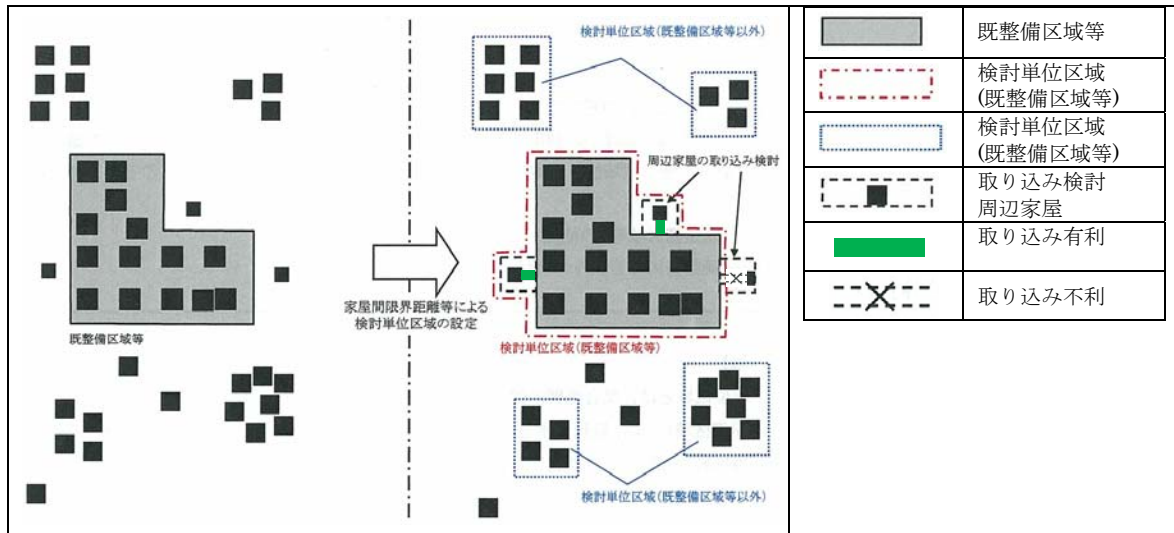 検討単位区域(既整備区域等以外)
周辺家屋の取り込み検討
家屋間限界距離等による
検討単位区域の設定
既整備区域等
検討単位区域(既整備区域等)
検討単位区域(既整備区域等以外)
既整備区域等
検討単位区域
(既整備区域等)
検討単位区域
(既整備区域等)
取り込み検討
周辺家屋
取り込み有利
取り込み不利